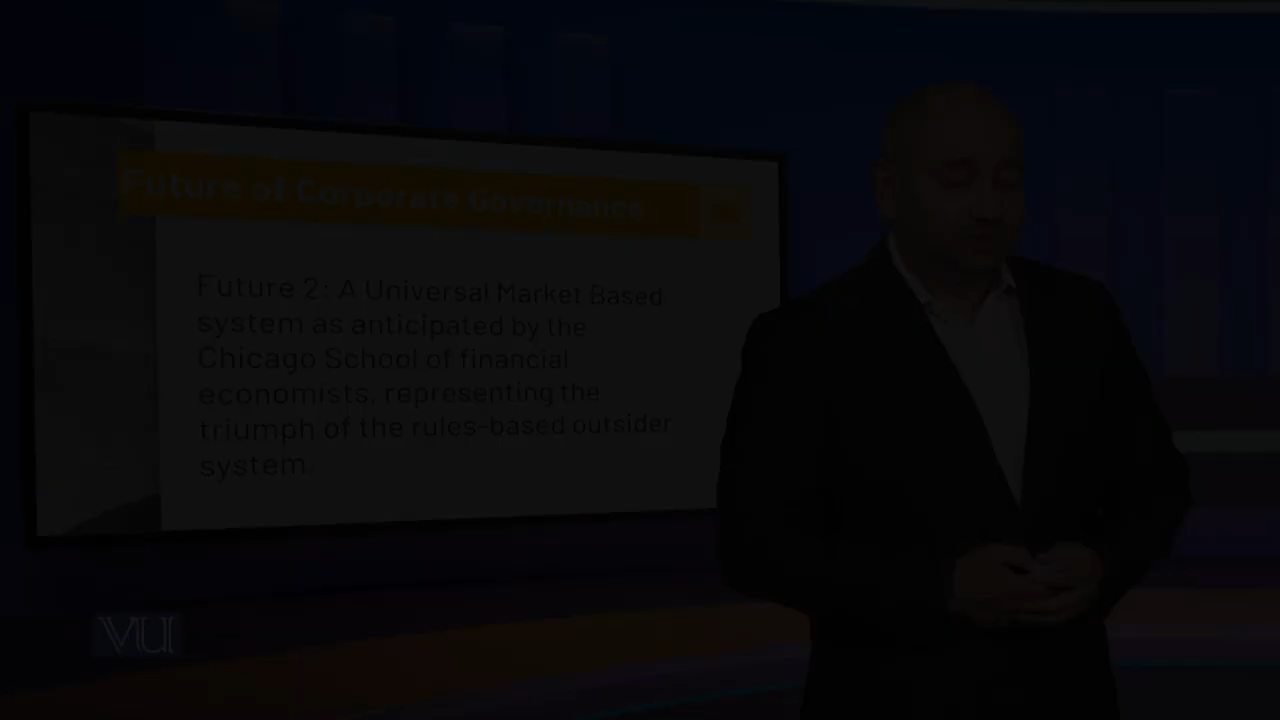 Future of Corporate Governance
Future 2: A Universal Market Based
system as anticipated by the
Chicago School of financial
economists, representing the
triumph of the rules-based outsider
system.
VU